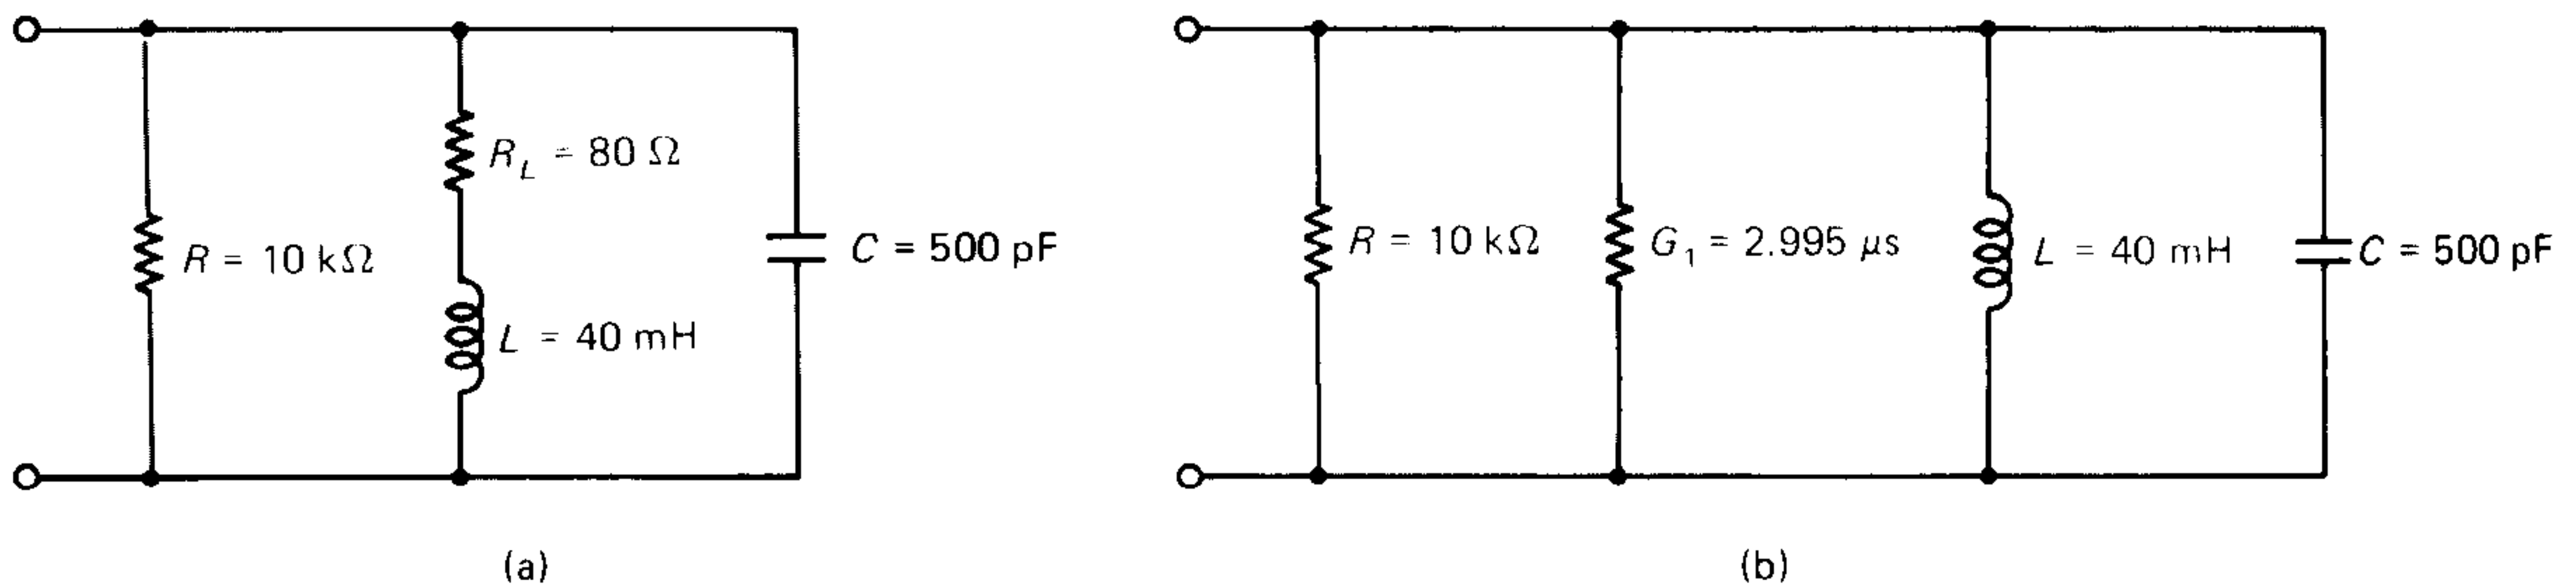 R_L = 80 Ω
R = 10 kΩ
C = 500 pF
L = 40 mH
(a)
R = 10 kΩ
G_1 = 2.995 μs
L = 40 mH
C = 500 pF
(b)